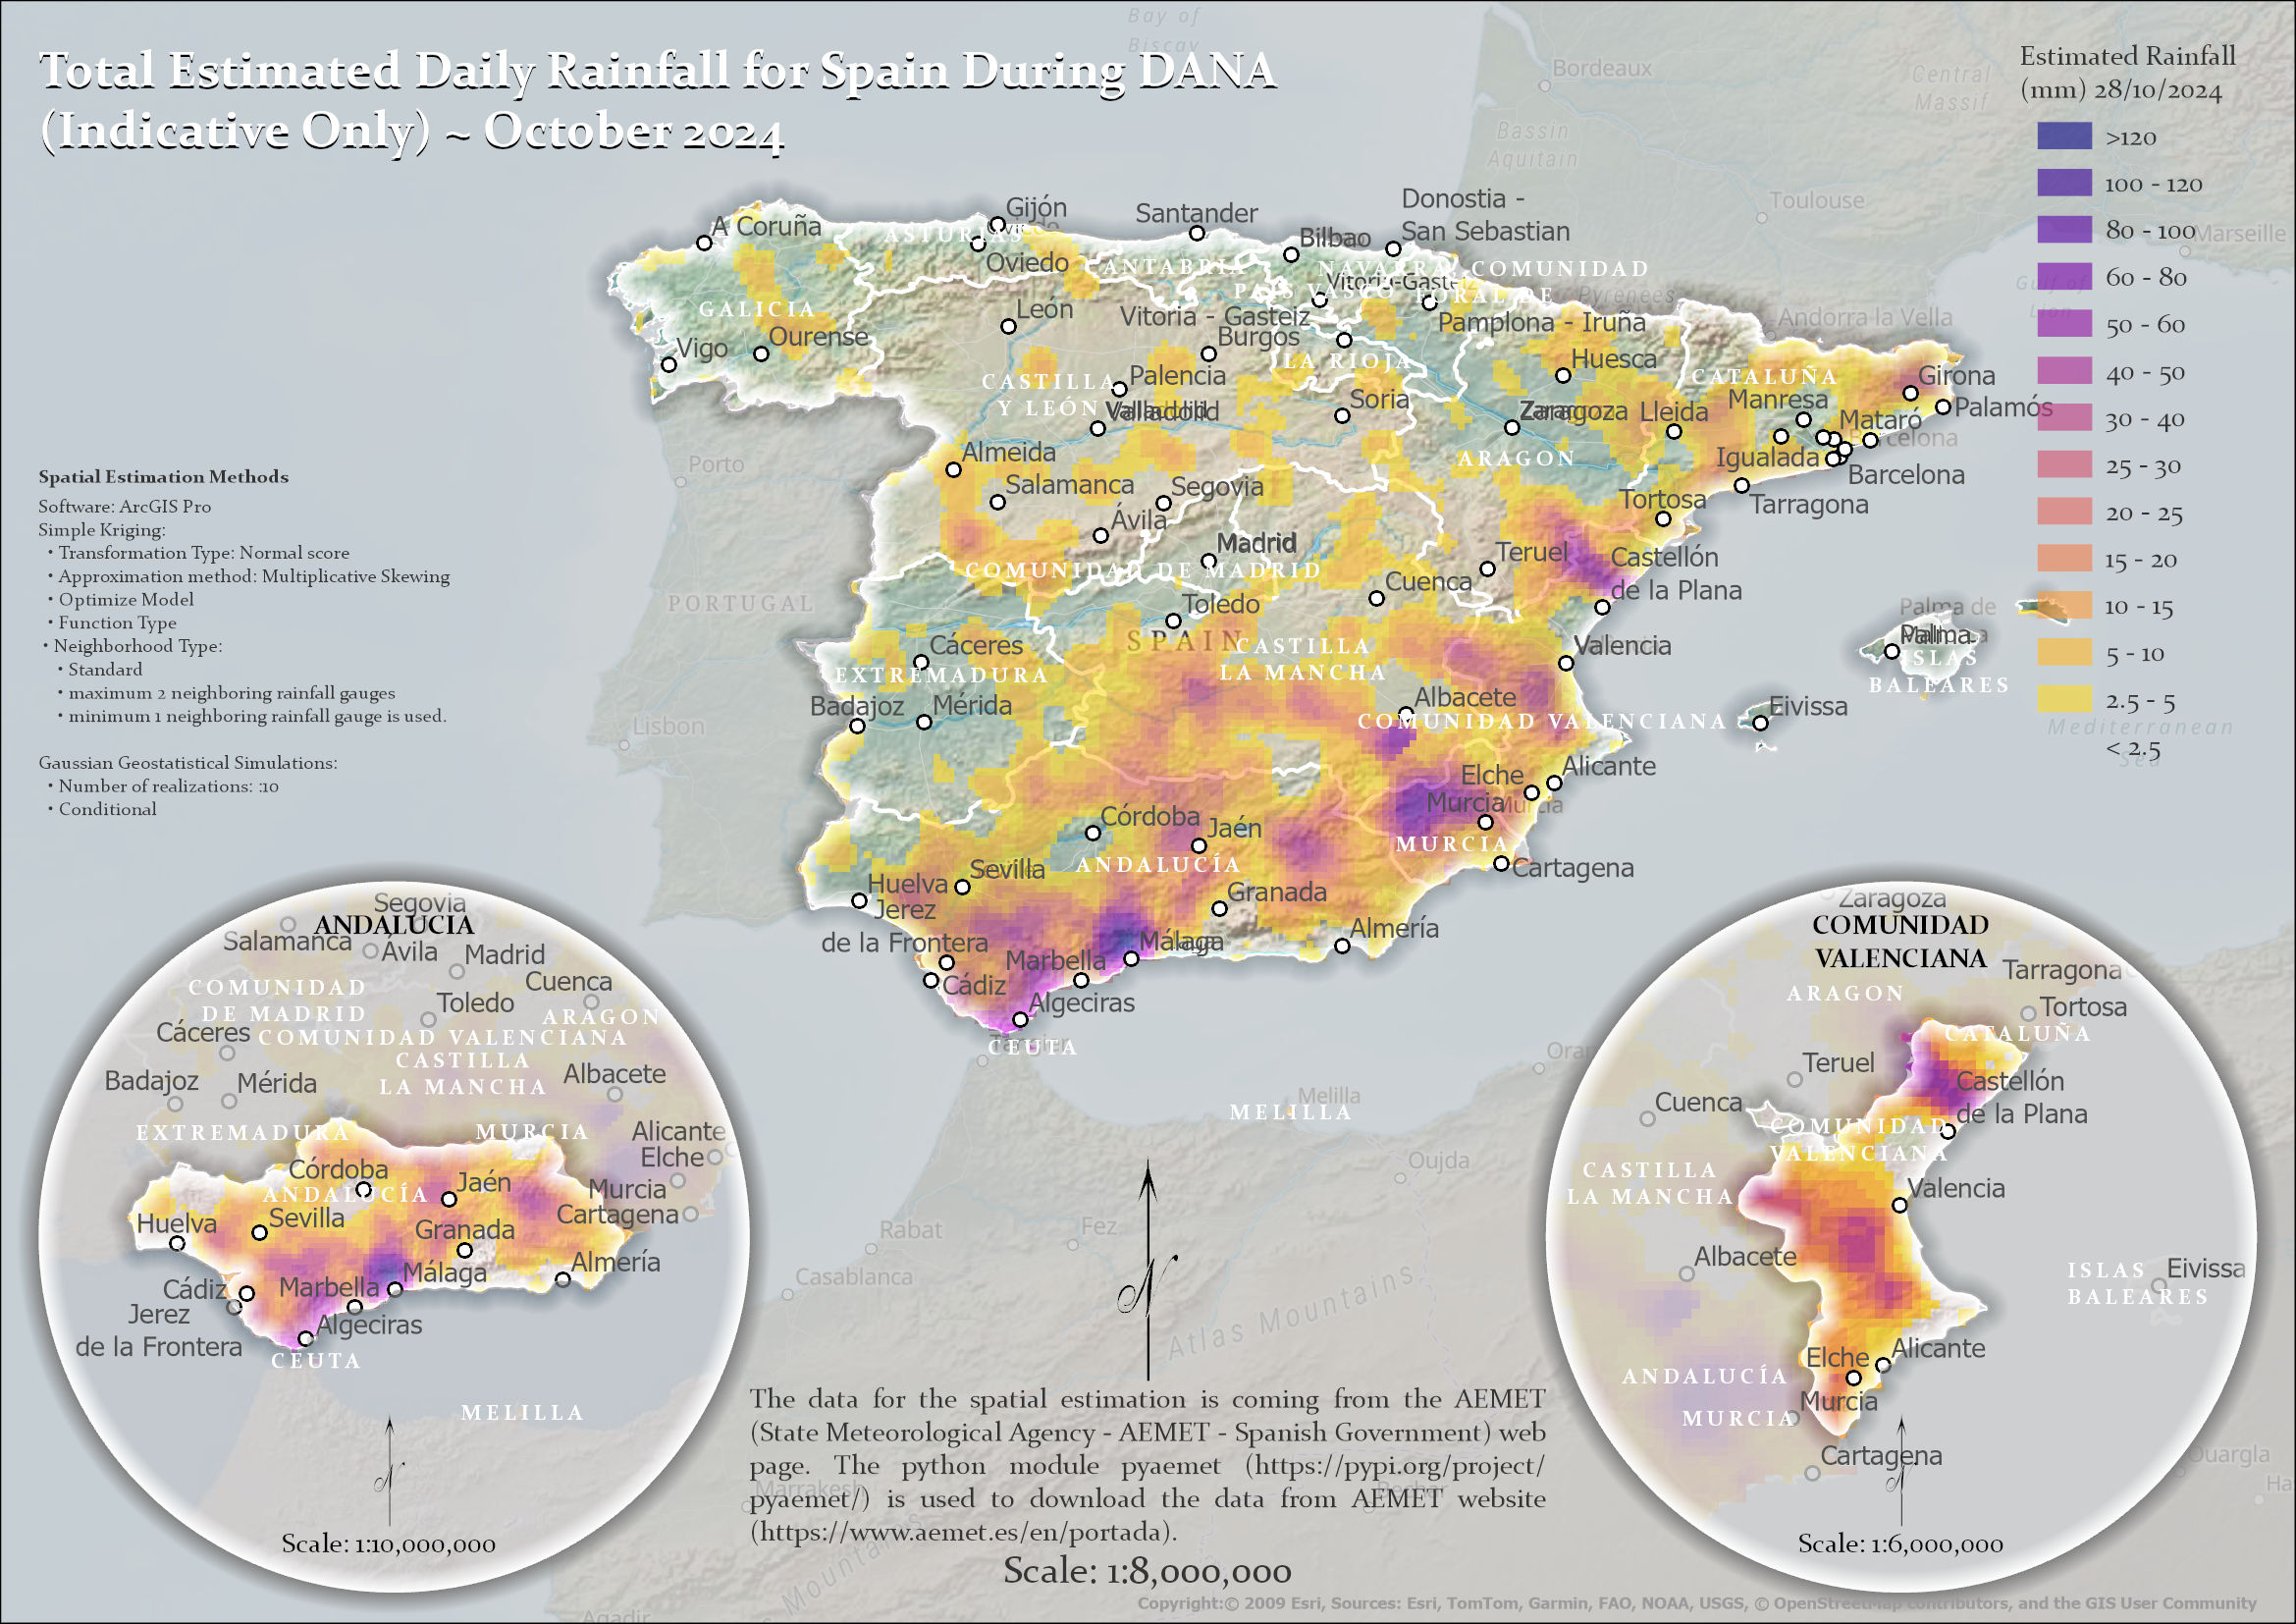 Total Estimated Daily Rainfall for Spain During DANA
(Indicative Only) ~ October 2024
Estimated Rainfall
(mm) 28/10/2024
>120
100 - 120
80 - 100
60 - 80
50 - 60
40 - 50
30 - 40
25 - 30
20 - 25
15 - 20
10 - 15
5 - 10
2.5 - 5
< 2.5
Spatial Estimation Methods
Software: ArcGIS Pro
Simple Kriging:
• Transformation Type: Normal score
• Approximation method: Multiplicative Skewing
• Optimize Model
• Function Type
• Neighborhood Type:
• Standard
• maximum 2 neighboring rainfall gauges
• minimum 1 neighboring rainfall gauge is used.
Gaussian Geostatistical Simulations:
• Number of realizations: :10
• Conditional
Bay of
Biscay
Bordeaux
Central
Massif
Bassin
Aquitain
Toulouse
Marseille
Gulf of
Lion
Pyrenees
Andorra la Vella
A Coruña
Gijón
ASTURIAS
Oviedo
Santander
CANTABRIA
Bilbao
Donostia -
San Sebastian
NAVARRA, COMUNIDAD
FORAL DE
PAÍS VASCO
Vitoria-Gasteiz
Vitoria - Gasteiz
Pamplona - Iruña
GALICIA
Ourense
Vigo
León
Burgos
LA RIOJA
Huesca
CASTILLA
Y LEÓN
Palencia
Valladolid
Soria
Zaragoza
Lleida
CATALUÑA
Manresa
Girona
Palamós
Mataró
Barcelona
Igualada
Barcelona
Tarragona
Tortosa
ARAGON
Almeida
Salamanca
Segovia
Ávila
Madrid
COMUNIDAD DE MADRID
Teruel
Cuenca
Castellón
de la Plana
Porto
PORTUGAL
Lisbon
Toledo
SPAIN
CASTILLA
LA MANCHA
Cáceres
EXTREMADURA
Badajoz
Mérida
Valencia
Albacete
COMUNIDAD VALENCIANA
Palma de
Palma
ISLAS
BALEARES
Eivissa
Mediterranean
Sea
Elche
Alicante
Murcia
Murcia
MURCIA
Cartagena
Córdoba
Jaén
ANDALUCÍA
Sevilla
Huelva
Jerez
de la Frontera
Granada
Almería
Málaga
Marbella
Cádiz
Algeciras
CEUTA
Melilla
MELILLA
Oujda
Rabat
Fez
Casablanca
Atlas Mountains
Marrakesh
Bechar
Mountains
Agadir
Ouargla
ANDALUCIA
Segovia
Salamanca
Ávila
Madrid
Cuenca
COMUNIDAD
DE MADRID
Toledo
ARAGON
Cáceres
COMUNIDAD VALENCIANA
CASTILLA
LA MANCHA
Badajoz
Mérida
Albacete
EXTREMADURA
MURCIA
Alicante
Elche
Córdoba
Jaén
Murcia
ANDALUCÍA
Huelva
Sevilla
Granada
Cartagena
Almería
Málaga
Cádiz
Marbella
Jerez
de la Frontera
Algeciras
CEUTA
MELILLA
N
Scale: 1:10,000,000
N
The data for the spatial estimation is coming from the AEMET
(State Meteorological Agency - AEMET - Spanish Government) web
page. The python module pyaemet (https://pypi.org/project/
pyaemet/) is used to download the data from AEMET website
(https://www.aemet.es/en/portada).
Scale: 1:8,000,000
Zaragoza
COMUNIDAD
VALENCIANA
Tarragona
ARAGON
Tortosa
CATALUÑA
Teruel
Castellón
de la Plana
Cuenca
COMUNIDAD
VALENCIANA
CASTILLA
LA MANCHA
Valencia
Albacete
ISLAS
BALEARES
Eivissa
Alicante
Elche
ANDALUCÍA
Murcia
MURCIA
Cartagena
N
Scale: 1:6,000,000
Copyright:© 2009 Esri, Sources: Esri, TomTom, Garmin, FAO, NOAA, USGS, © OpenStreetMap contributors, and the GIS User Community